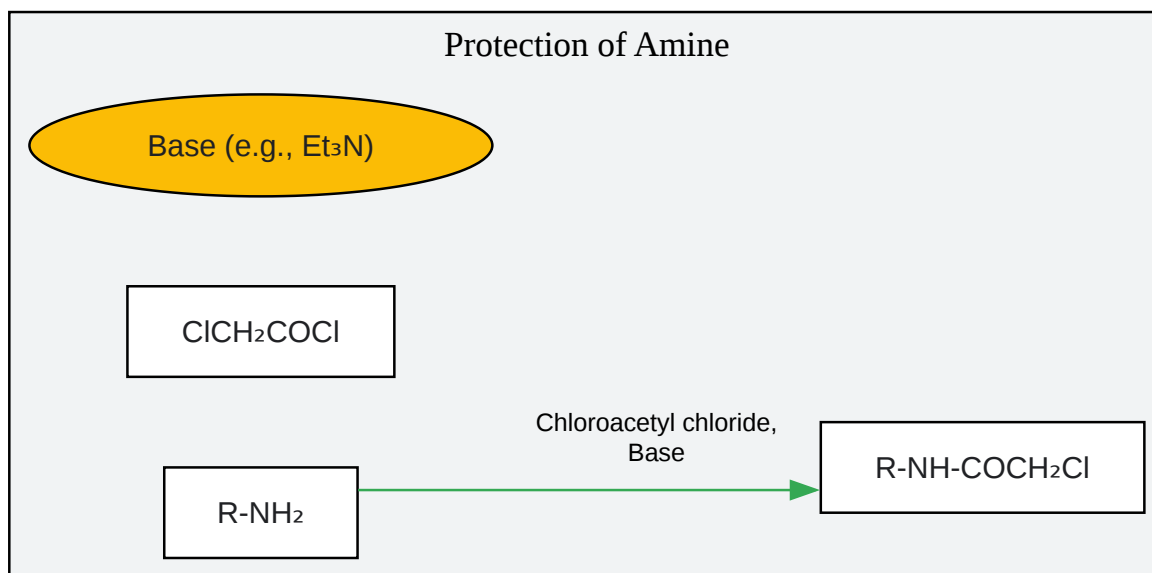 Protection of Amine
Base (e.g., Et₃N)
ClCH₂COCl
Chloroacetyl chloride,
Base
R-NH-COCH₂Cl
R-NH₂